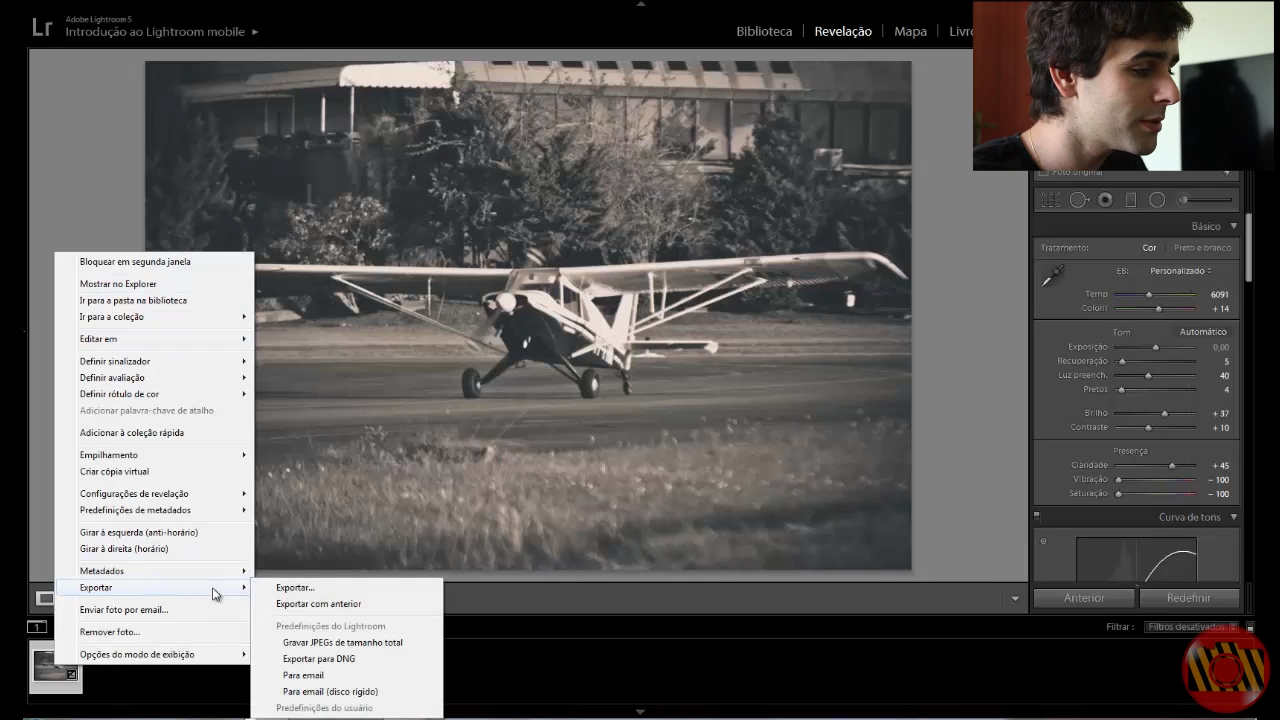 Lr
Adobe Lightroom 5
Introdução ao Lightroom mobile
Biblioteca
Revelação
Mapa
Livro
Foto original
Básico
Tratamento: Cor Preto e branco
EB: Personalizado
Temp 6091
Colorir + 14
Tom Automático
Exposição 0,00
Recuperação 5
Luz preench. 40
Pretos 4
Brilho + 37
Contraste + 10
Presença
Claridade + 45
Vibração − 100
Saturação − 100
Curva de tons
Anterior Redefinir
Filtrar : Filtros desativados
1
Bloquear em segunda janela
Mostrar no Explorer
Ir para a pasta na biblioteca
Ir para a coleção
Editar em
Definir sinalizador
Definir avaliação
Definir rótulo de cor
Adicionar palavra-chave de atalho
Adicionar à coleção rápida
Empilhamento
Criar cópia virtual
Configurações de revelação
Predefinições de metadados
Girar à esquerda (anti-horário)
Girar à direita (horário)
Metadados
Exportar
Enviar foto por email...
Remover foto...
Opções do modo de exibição
Exportar...
Exportar com anterior
Predefinições do Lightroom
Gravar JPEGs de tamanho total
Exportar para DNG
Para email
Para email (disco rígido)
Predefinições do usuário